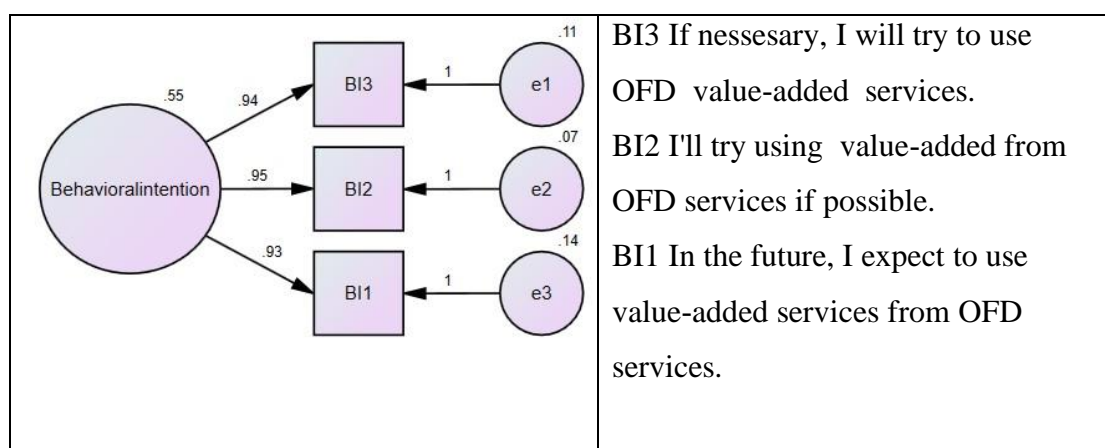 .11
.55
.94
BI3
1
e1
.07
Behavioralintention
.95
BI2
1
e2
.14
.93
BI1
1
e3
BI3 If nessesary, I will try to use
OFD value-added services.
BI2 I'll try using value-added from
OFD services if possible.
BI1 In the future, I expect to use
value-added services from OFD
services.